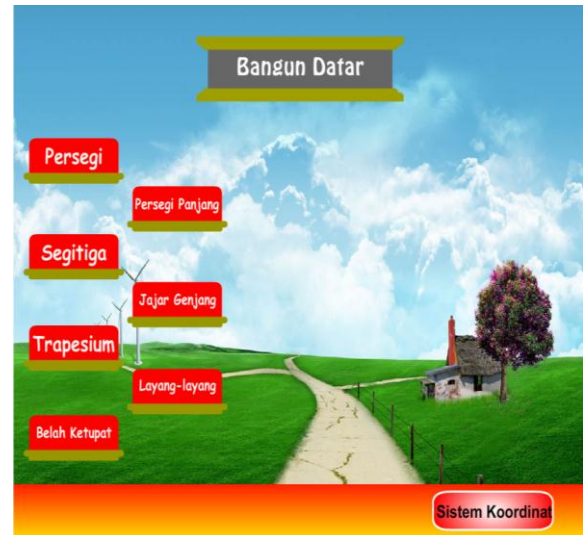 Bangun Datar
Persegi
Persegi Panjang
Segitiga
Jajar Genjang
Trapesium
Layang-layang
Belah Ketupat
Sistem Koordinat